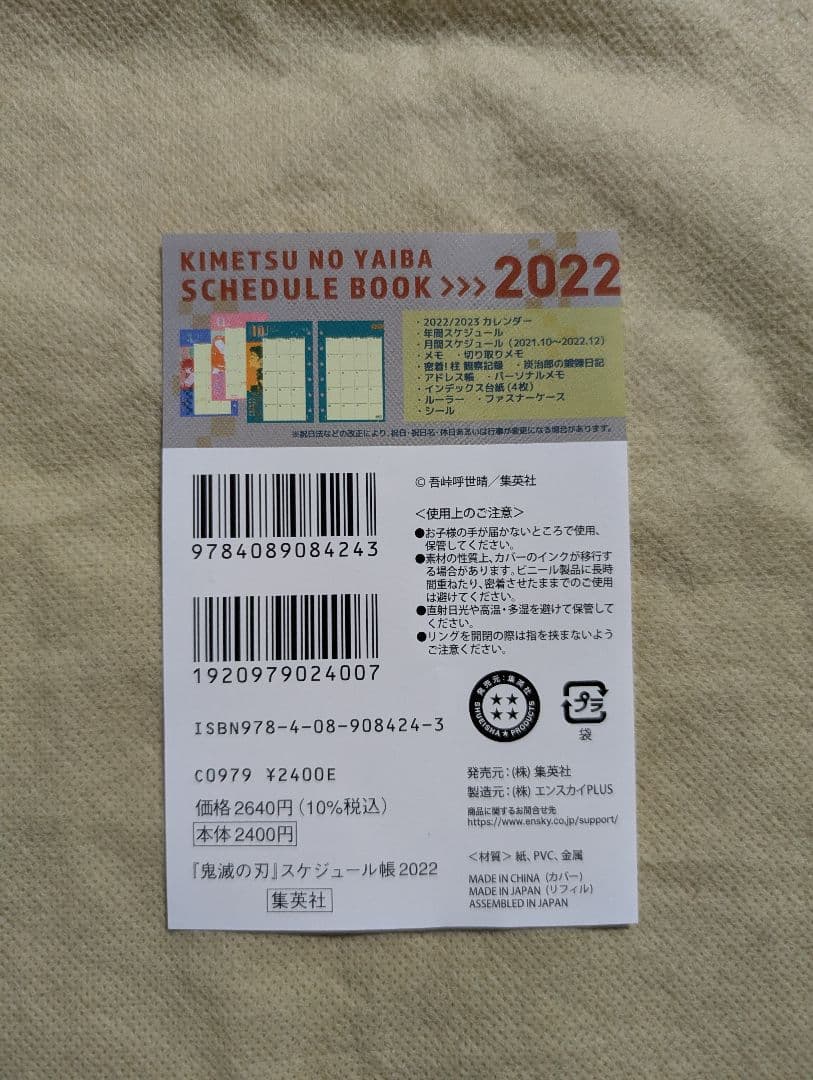 KIMETSU NO YAIBA
SCHEDULE BOOK >>> 2022
・2022/2023 カレンダー
・年間スケジュール
・月間スケジュール（2021.10〜2022.12）
・メモ ・切り取りメモ
・密着！柱 観察記録 ・炭治郎の鍛錬日記
・アドレス帳 ・パーソナルメモ
・インデックス台紙（4枚）
・ルーラー ・ファスナーケース
・シール
※祝日法などの改正により、祝日・祝日名・休日あるいは行事が変更になる場合があります。
9784089084243
1920979024007
ISBN978-4-08-908424-3
C0979 ¥2400E
価格2640円（10%税込）
本体2400円
『鬼滅の刃』スケジュール帳2022
集英社
© 吾峠呼世晴／集英社
＜使用上のご注意＞
●お子様の手が届かないところで使用、
保管してください。
●素材の性質上、カバーのインクが移行す
る場合があります。ビニール製品に長時
間重ねたり、密着させたままでのご使用
は避けてください。
●直射日光や高温・多湿を避けて保管して
ください。
●リングを開閉の際は指を挟まないよう
ご注意ください。
発売元：集英社
SHUEISHA★PRODUCTS
プラ
袋
発売元：（株）集英社
製造元：（株）エンスカイPLUS
商品に関するお問合せ先
https://www.ensky.co.jp/support/
＜材質＞ 紙、PVC、金属
MADE IN CHINA（カバー）
MADE IN JAPAN（リフィル）
ASSEMBLED IN JAPAN